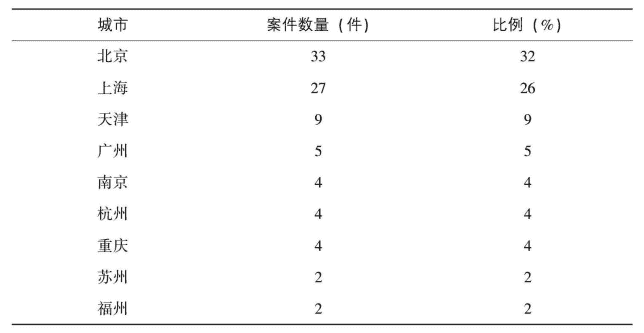 城市 案件数量（件） 比例（%）
北京 33 32
上海 27 26
天津 9 9
广州 5 5
南京 4 4
杭州 4 4
重庆 4 4
苏州 2 2
福州 2 2